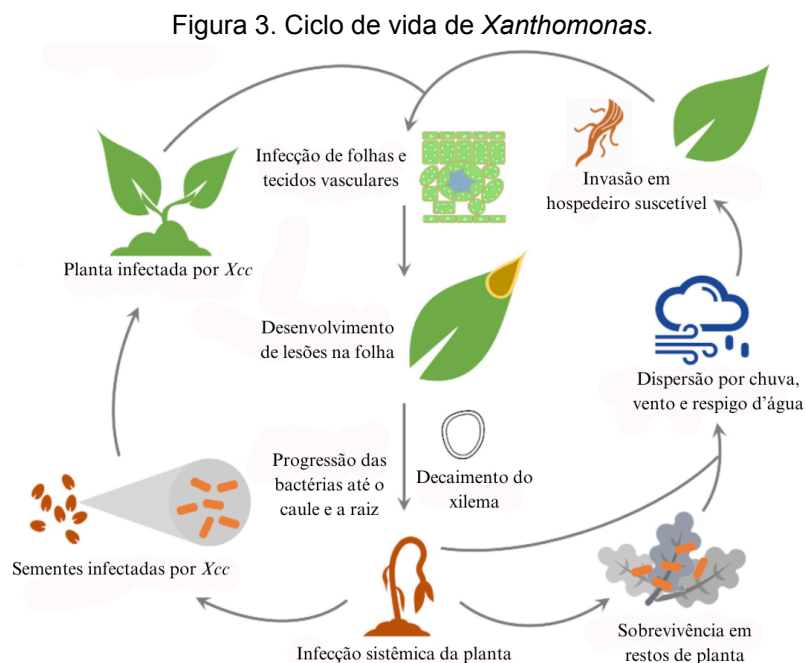 Figura 3. Ciclo de vida de Xanthomonas.
Infecção de folhas e
tecidos vasculares
Invasão em
hospedeiro suscetível
Planta infectada por Xcc
Desenvolvimento
de lesões na folha
Dispersão por chuva,
vento e respigo d’água
Progressão das
bactérias até o
caule e a raiz
Decaimento do
xilema
Sementes infectadas por Xcc
Infecção sistêmica da planta
Sobrevivência em
restos de planta